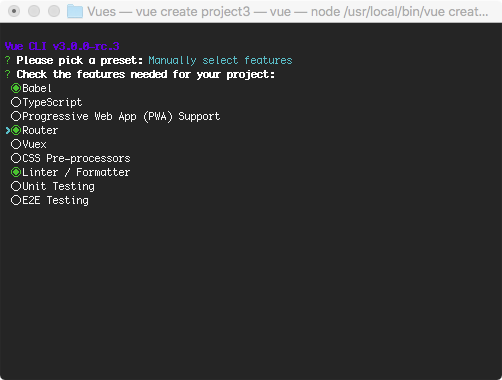 Vues — vue create project3 — vue — node /usr/local/bin/vue creat...
Vue CLI v3.0.0-rc.3
? Please pick a preset: Manually select features
? Check the features needed for your project:
◉Babel
◯TypeScript
◯Progressive Web App (PWA) Support
❯◉Router
◯Vuex
◯CSS Pre-processors
◉Linter / Formatter
◯Unit Testing
◯E2E Testing